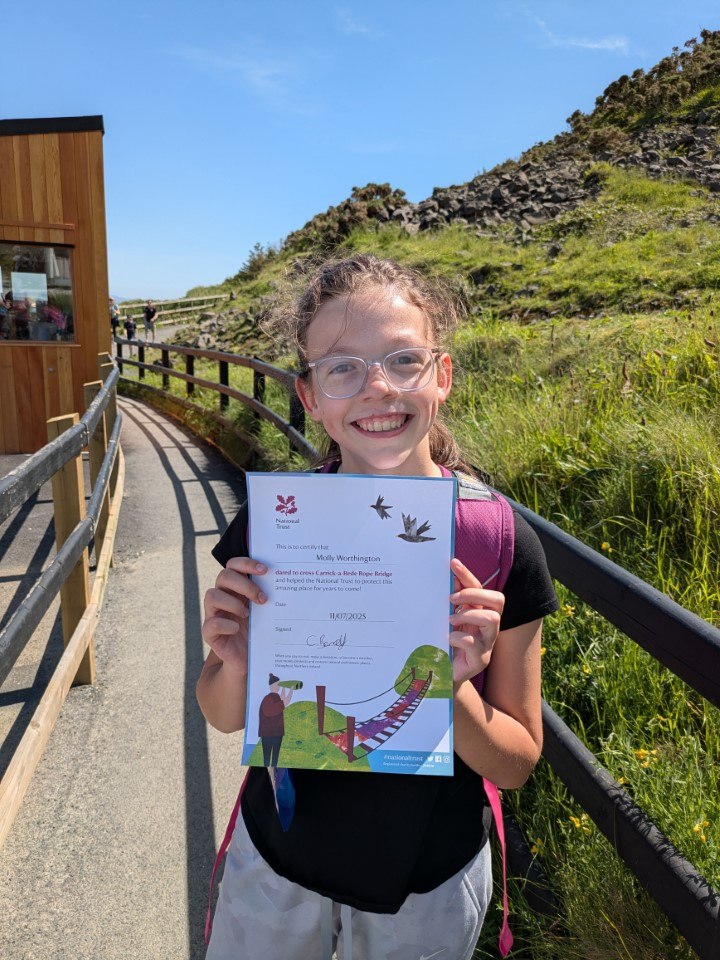 National
Trust
This is to certify that
Molly Worthington
dared to cross Carrick-a-Rede Rope Bridge
and helped the National Trust to protect this
amazing place for years to come!
Date
11/07/2025
Signed
#nationaltrust